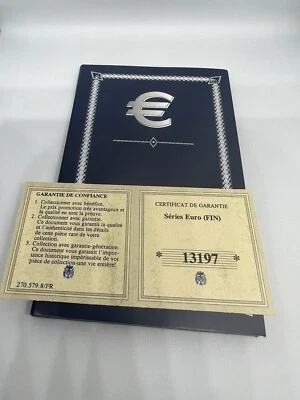 €
GARANTIE DE CONFIANCE
1. Collectionner avec bénéfice.
Le prix promotion très avantageux et
la qualité en sont la preuve.
2. Collectionner avec garantie.
Ce document vous garantit la qualité
et l'authenticité dans les détails
de cette pièce rare de votre
collection.
3. Collection avec garantie-génération
Ce document vous garantit l'impor-
tance historique impérissable de votre
pièce de collection-une vie entière!
270.579.8/FR
CERTIFICAT DE GARANTIE
Séries Euro (FIN)
* 13197 *